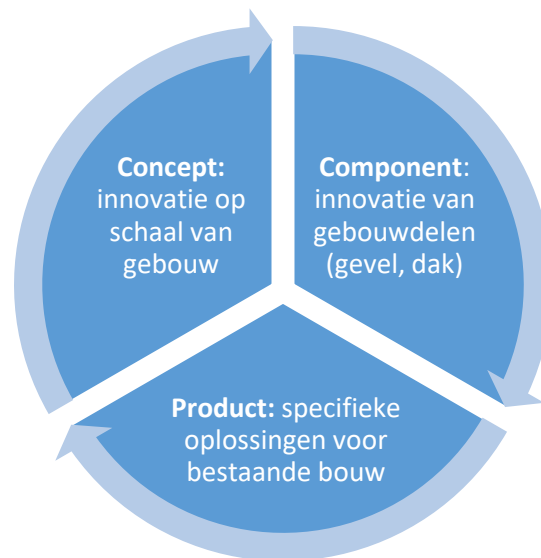 Concept:
innovatie op
schaal van
gebouw
Component:
innovatie van
gebouwdelen
(gevel, dak)
Product: specifieke
oplossingen voor
bestaande bouw